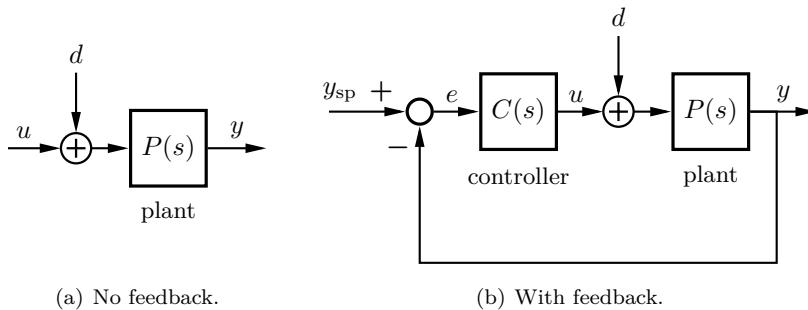 d
u
+
P(s)
y
plant
(a) No feedback.
y_sp
+
−
e
C(s)
controller
u
d
+
P(s)
y
plant
(b) With feedback.